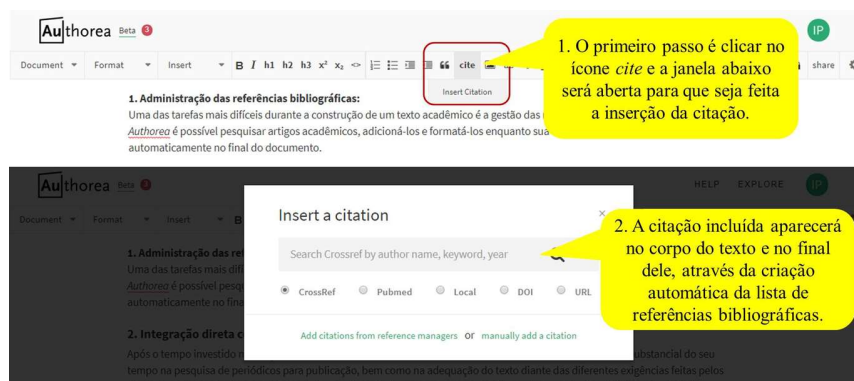 Authorea Beta
IP
Document Format Insert B I h1 h2 h3 x² x₂ <> cite share
Insert Citation
1. O primeiro passo é clicar no
ícone cite e a janela abaixo
será aberta para que seja feita
a inserção da citação.
1. Administração das referências bibliográficas:
Uma das tarefas mais difíceis durante a construção de um texto acadêmico é a gestão das
Authorea é possível pesquisar artigos acadêmicos, adicioná-los e formatá-los enquanto sua
automaticamente no final do documento.
Authorea Beta
HELP EXPLORE IP
Document Format Insert B
Insert a citation ×
Search Crossref by author name, keyword, year
CrossRef Pubmed Local DOI URL
Add citations from reference managers or manually add a citation
2. A citação incluída aparecerá
no corpo do texto e no final
dele, através da criação
automática da lista de
referências bibliográficas.
1. Administração das
Uma das tarefas mais
Authorea é possível
automaticamente no
2. Integração direta
Após o tempo investido substancial do seu
tempo na pesquisa de periódicos para publicação, bem como na adequação do texto diante das diferentes exigências feitas pelos